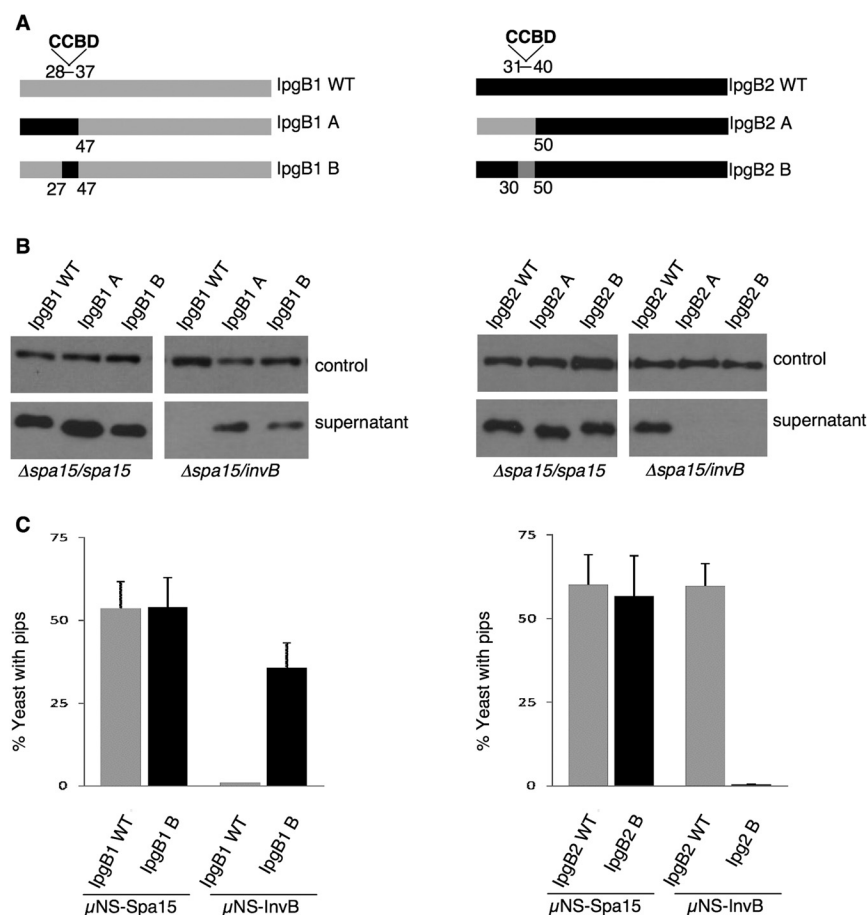 A
CCBD
28 37
IpgB1 WT
IpgB1 A
47
IpgB1 B
27 47
CCBD
31 40
IpgB2 WT
IpgB2 A
50
IpgB2 B
30 50
B
IpgB1 WT
IpgB1 A
IpgB1 B
IpgB1 WT
IpgB1 A
IpgB1 B
control
supernatant
Δspa15/spa15
Δspa15/invB
IpgB2 WT
IpgB2 A
IpgB2 B
IpgB2 WT
IpgB2 A
IpgB2 B
control
supernatant
Δspa15/spa15
Δspa15/invB
C
% Yeast with pips
75
50
25
0
IpgB1 WT
IpgB1 B
IpgB1 WT
IpgB1 B
µNS-Spa15
µNS-InvB
% Yeast with pips
75
50
25
0
IpgB2 WT
IpgB2 B
IpgB2 WT
Ipg2 B
µNS-Spa15
µNS-InvB